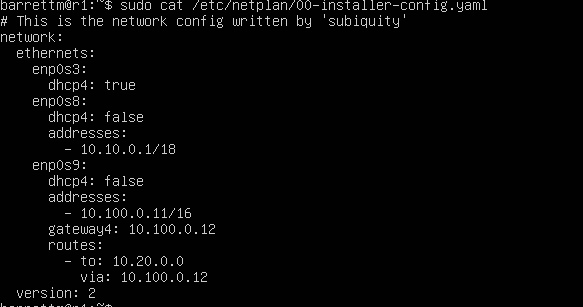 barrettm@r1:~$ sudo cat /etc/netplan/00-installer-config.yaml
# This is the network config written by 'subiquity'
network:
  ethernets:
    enp0s3:
      dhcp4: true
    enp0s8:
      dhcp4: false
      addresses:
        - 10.10.0.1/18
    enp0s9:
      dhcp4: false
      addresses:
        - 10.100.0.11/16
      gateway4: 10.100.0.12
      routes:
        - to: 10.20.0.0
          via: 10.100.0.12
  version: 2
barrettm@r1:~$